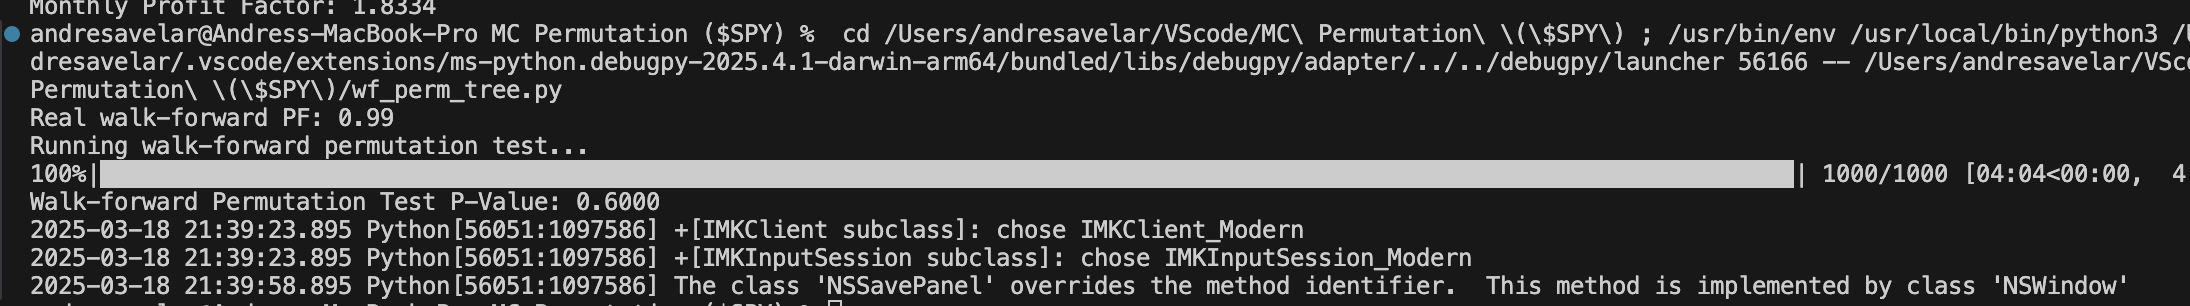 Monthly Profit Factor: 1.8334
andresavelar@Andress-MacBook-Pro MC Permutation ($SPY) %  cd /Users/andresavelar/VScode/MC\ Permutation\ \(\$SPY\) ; /usr/bin/env /usr/local/bin/python3 /U
dresavelar/.vscode/extensions/ms-python.debugpy-2025.4.1-darwin-arm64/bundled/libs/debugpy/adapter/../../debugpy/launcher 56166 -- /Users/andresavelar/VSc
Permutation\ \(\$SPY\)/wf_perm_tree.py
Real walk-forward PF: 0.99
Running walk-forward permutation test...
100%| | 1000/1000 [04:04<00:00,  4
Walk-forward Permutation Test P-Value: 0.6000
2025-03-18 21:39:23.895 Python[56051:1097586] +[IMKClient subclass]: chose IMKClient_Modern
2025-03-18 21:39:23.895 Python[56051:1097586] +[IMKInputSession subclass]: chose IMKInputSession_Modern
2025-03-18 21:39:58.895 Python[56051:1097586] The class 'NSSavePanel' overrides the method identifier.  This method is implemented by class 'NSWindow'